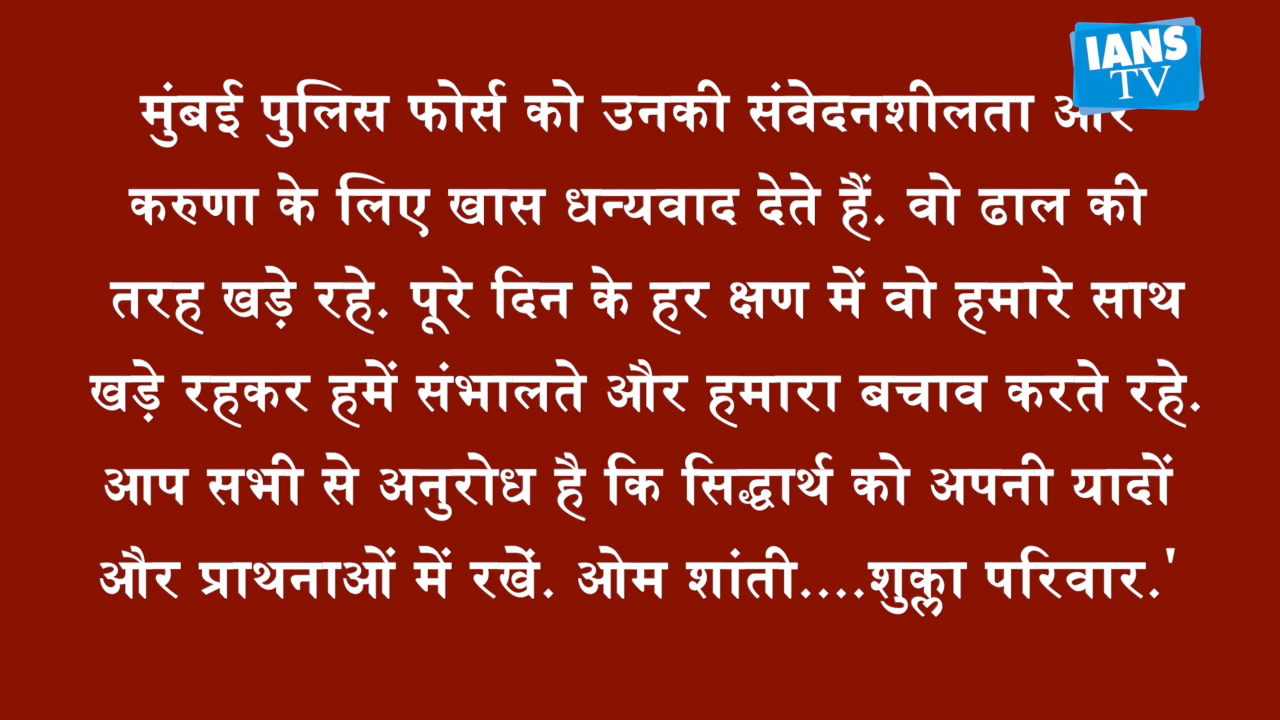 IANS
TV
मुंबई पुलिस फोर्स को उनकी संवेदनशीलता और
करुणा के लिए खास धन्यवाद देते हैं. वो ढाल की
तरह खड़े रहे. पूरे दिन के हर क्षण में वो हमारे साथ
खड़े रहकर हमें संभालते और हमारा बचाव करते रहे.
आप सभी से अनुरोध है कि सिद्धार्थ को अपनी यादों
और प्राथनाओं में रखें. ओम शांती....शुक्ला परिवार.'